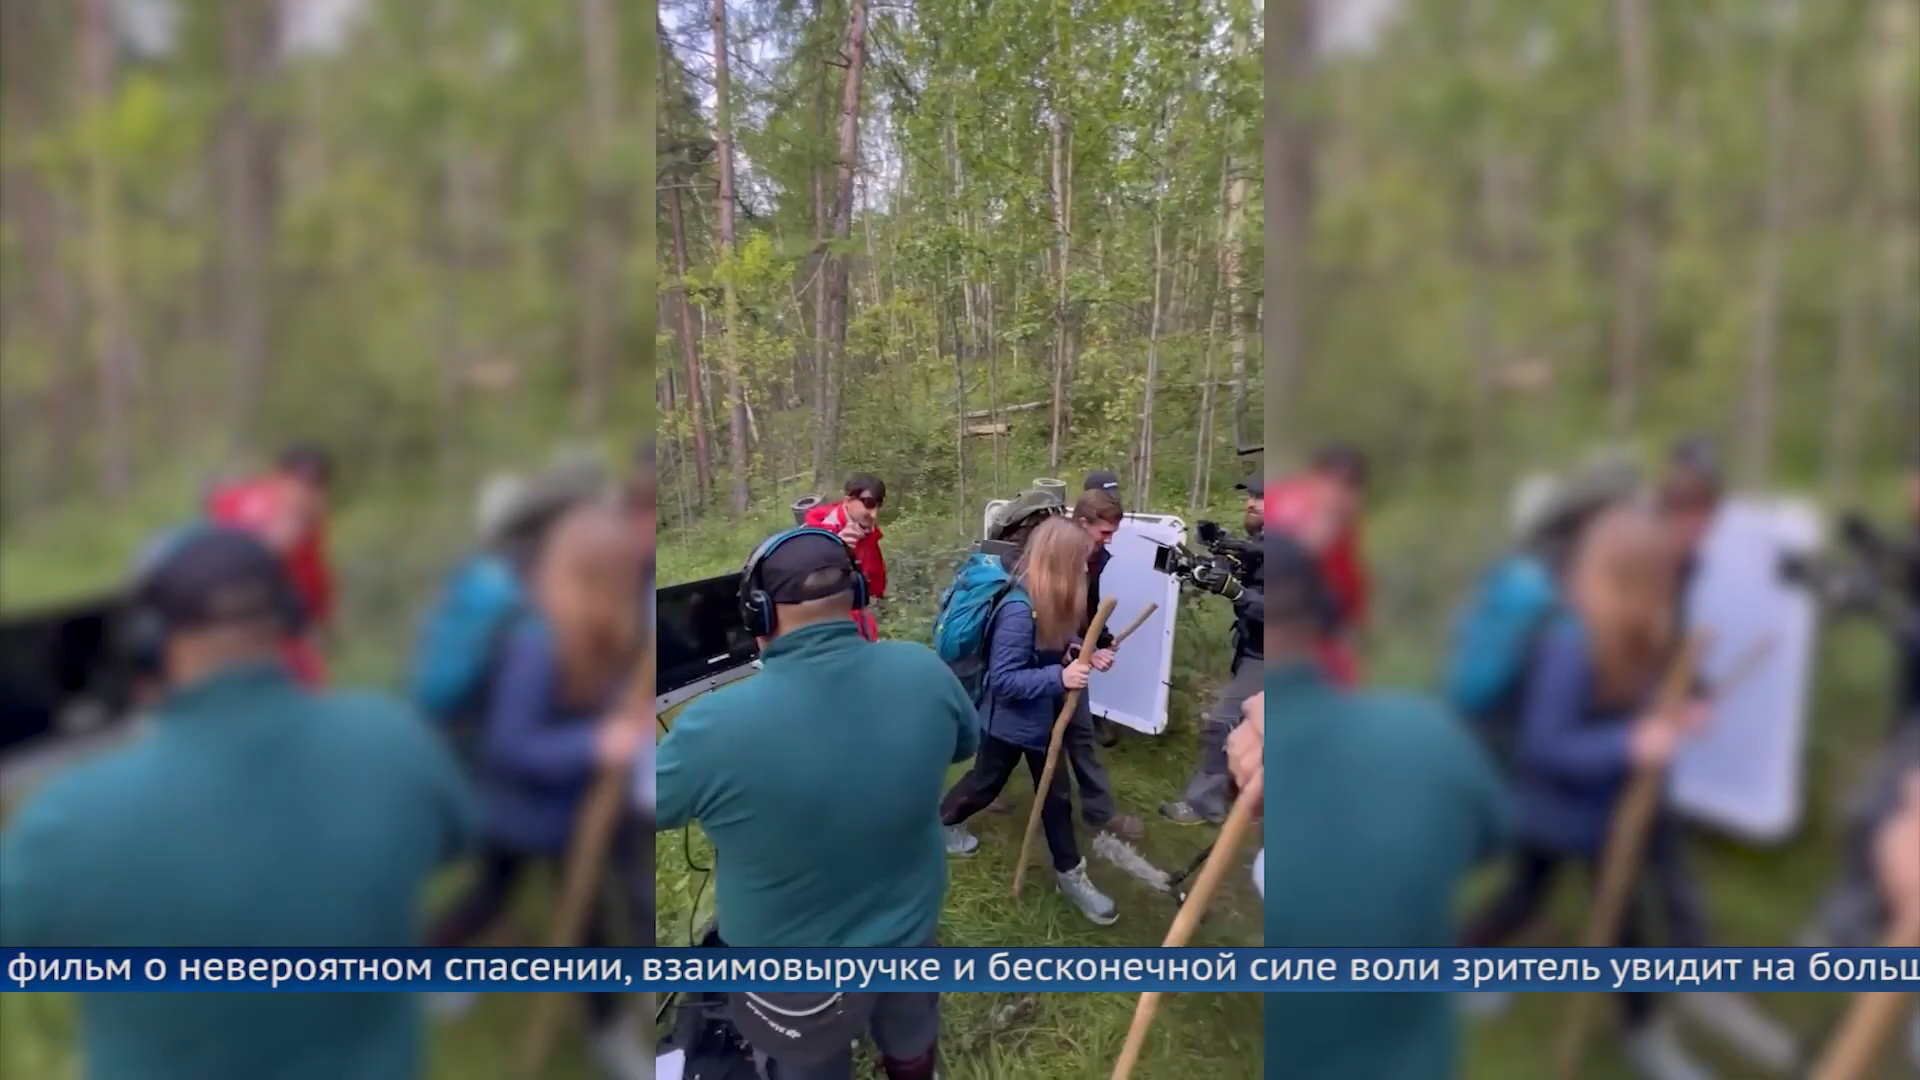 фильм о невероятном спасении, взаимовыручке и бесконечной силе воли зритель увидит на больш